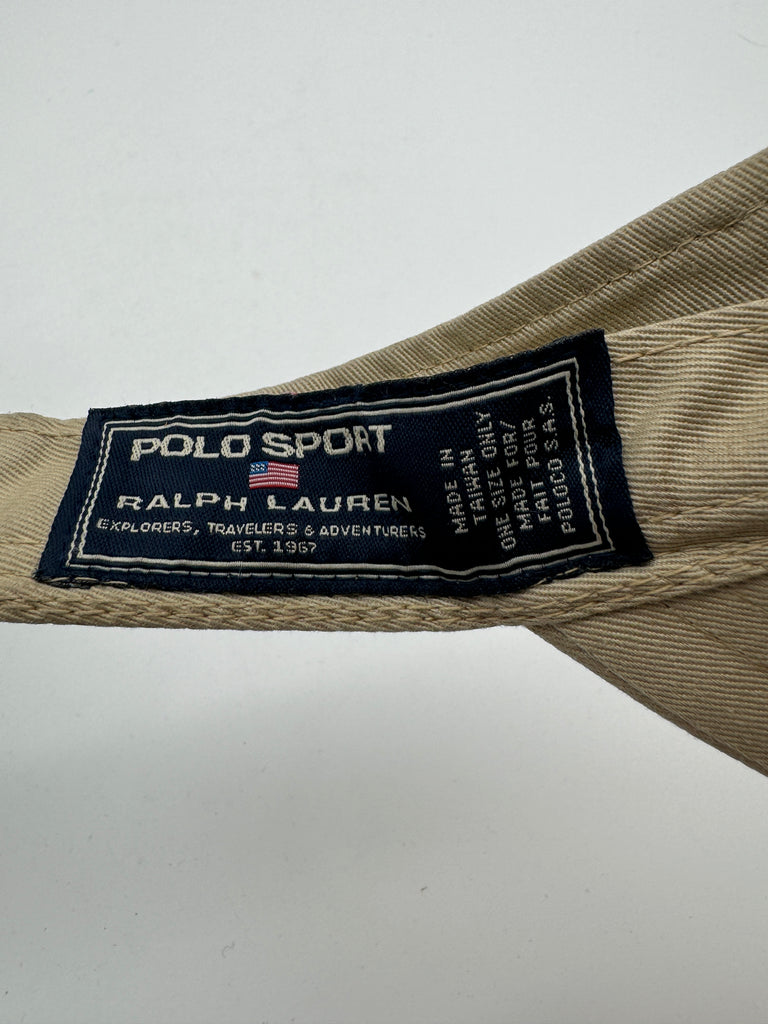 POLO SPORT
RALPH LAUREN
EXPLORERS, TRAVELERS & ADVENTURERS
EST. 1967
MADE IN
TAIWAN
ONE SIZE ONLY
MADE FOR/
FAIT POUR
POLOCO S.A.S.